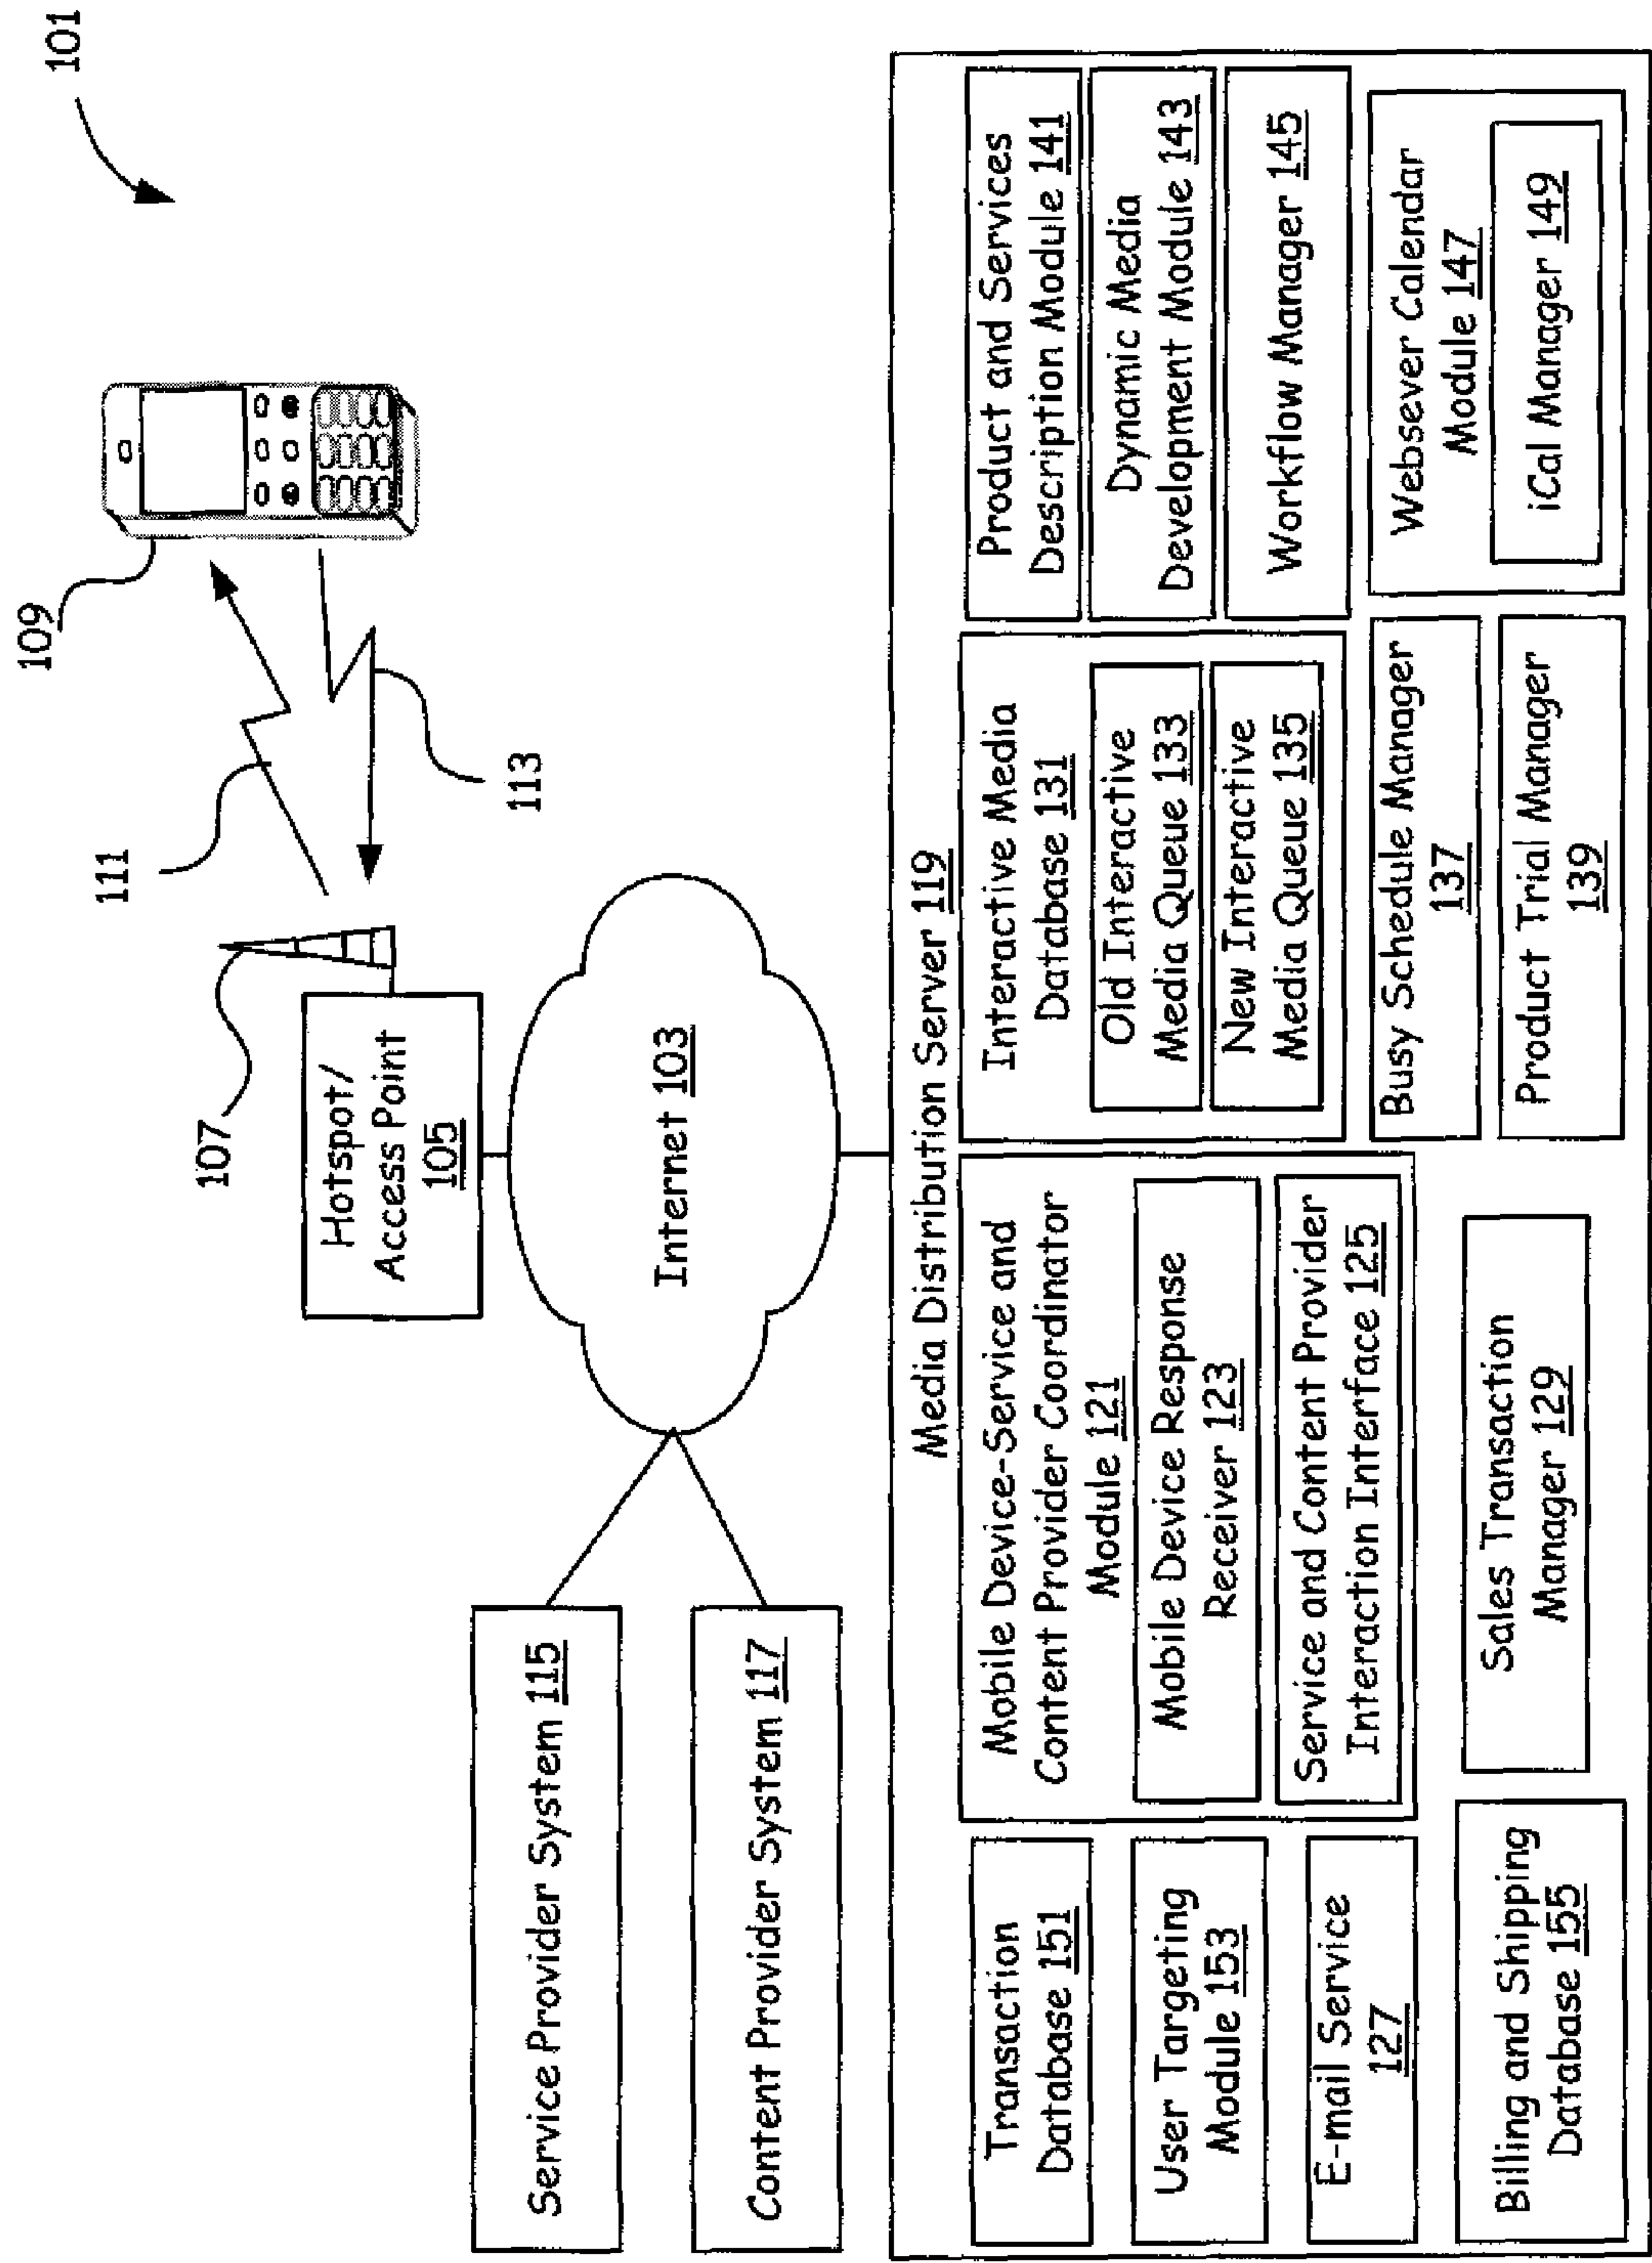 101
109
111
113
107
Hotspot/
Access Point
105
Internet 103
Service Provider System 115
Content Provider System 117
Media Distribution Server 119
Transaction
Database 151
User Targeting
Module 153
E-mail Service
127
Billing and Shipping
Database 155
Mobile Device-Service and
Content Provider Coordinator
Module 121
Mobile Device Response
Receiver 123
Service and Content Provider
Interaction Interface 125
Sales Transaction
Manager 129
Interactive Media
Database 131
Old Interactive
Media Queue 133
New Interactive
Media Queue 135
Busy Schedule Manager
137
Product Trial Manager
139
Product and Services
Description Module 141
Dynamic Media
Development Module 143
Workflow Manager 145
Websever Calendar
Module 147
iCal Manager 149